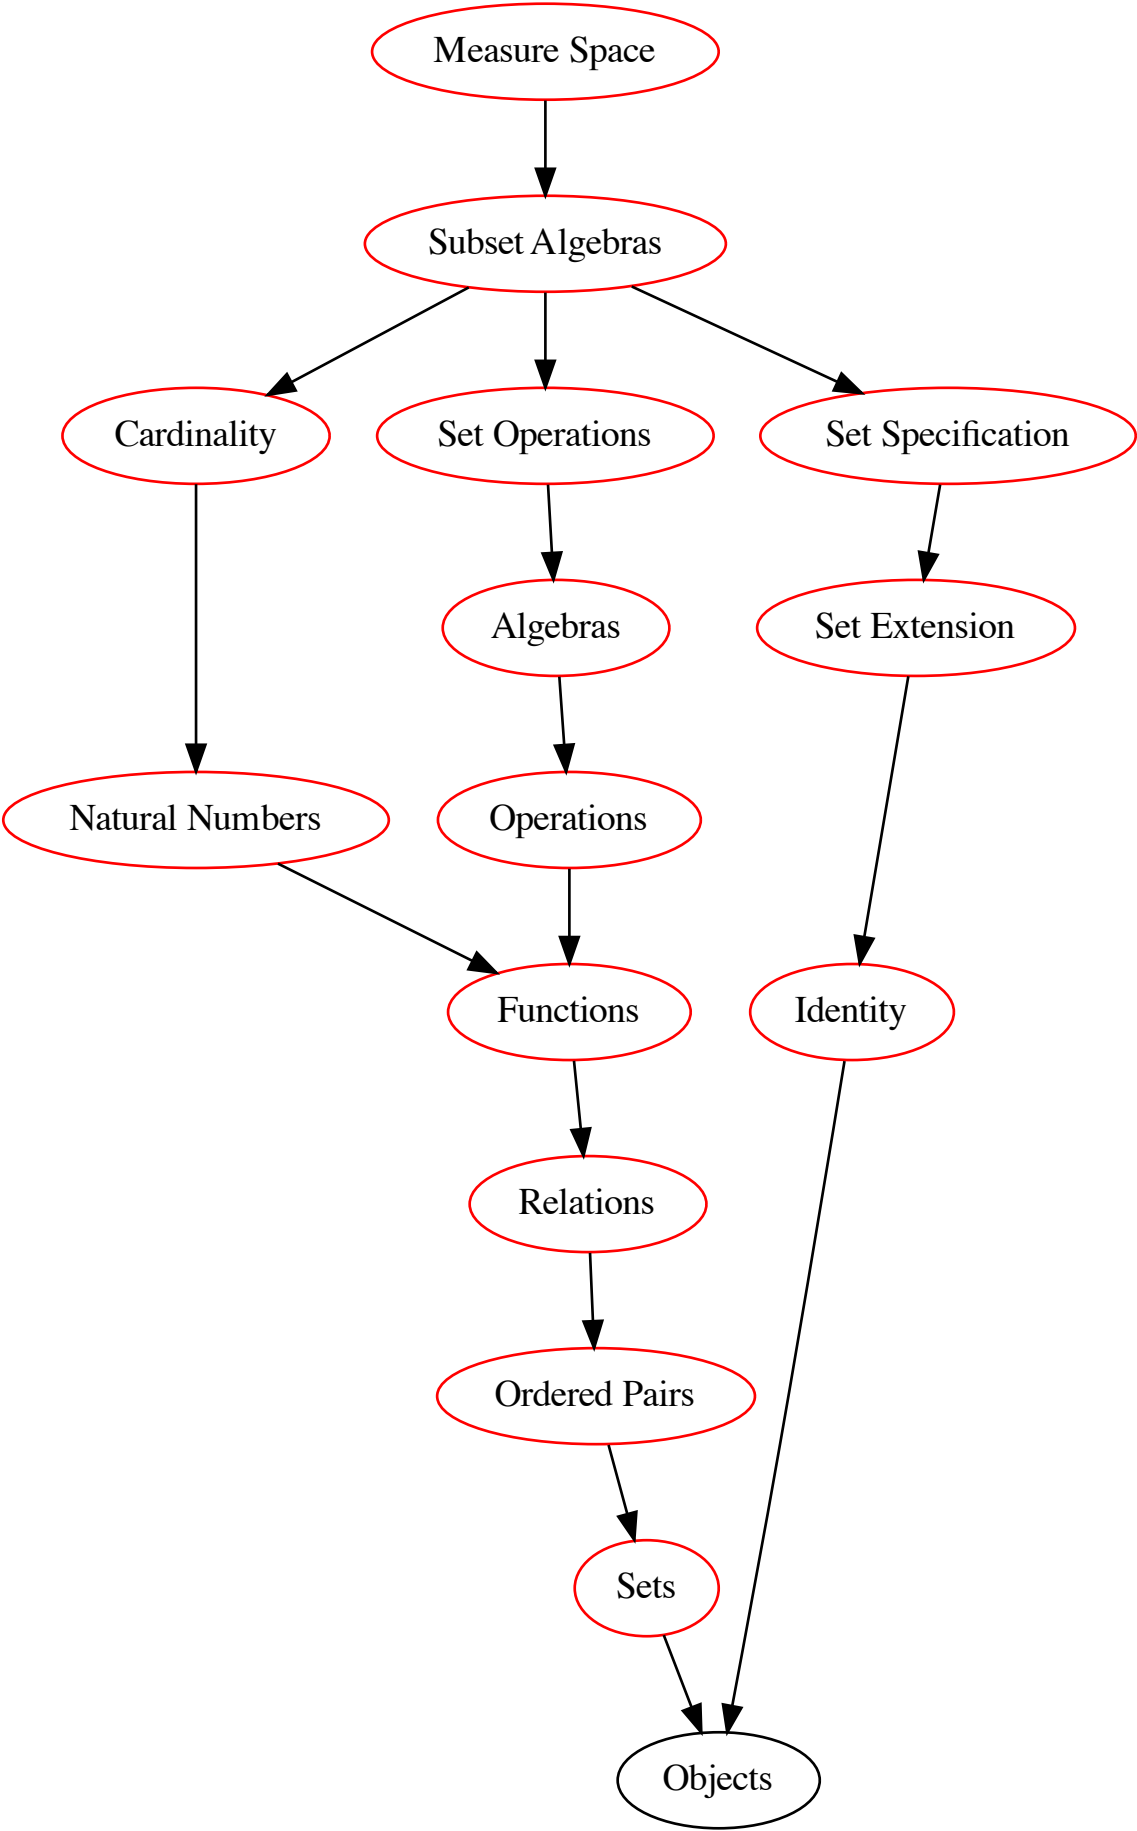 Measure Space
Subset Algebras
Cardinality
Set Operations
Set Specification
Algebras
Set Extension
Natural Numbers
Operations
Functions
Identity
Relations
Ordered Pairs
Sets
Objects